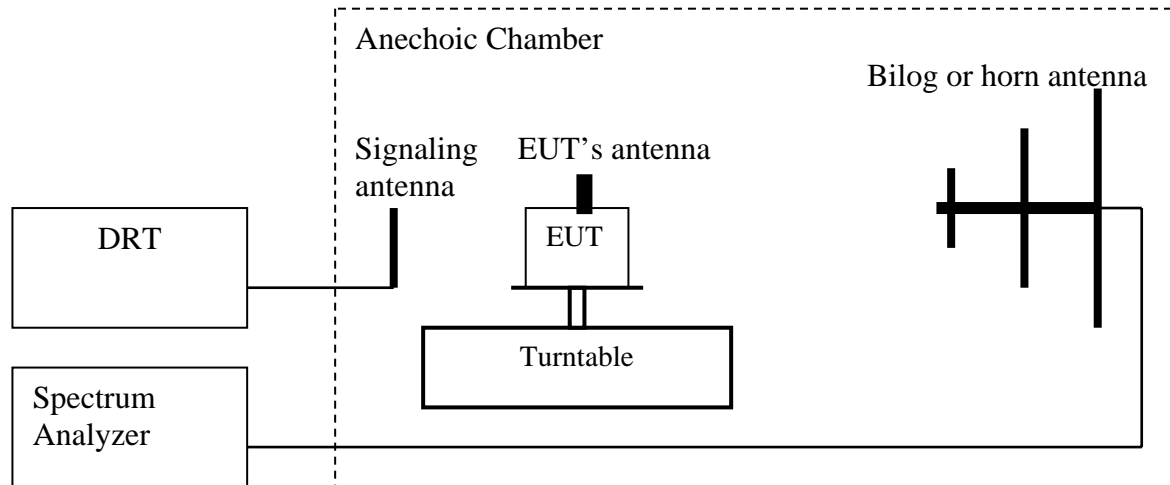 Anechoic Chamber
Bilog or horn antenna
Signaling
antenna
EUT’s antenna
DRT
EUT
Turntable
Spectrum
Analyzer